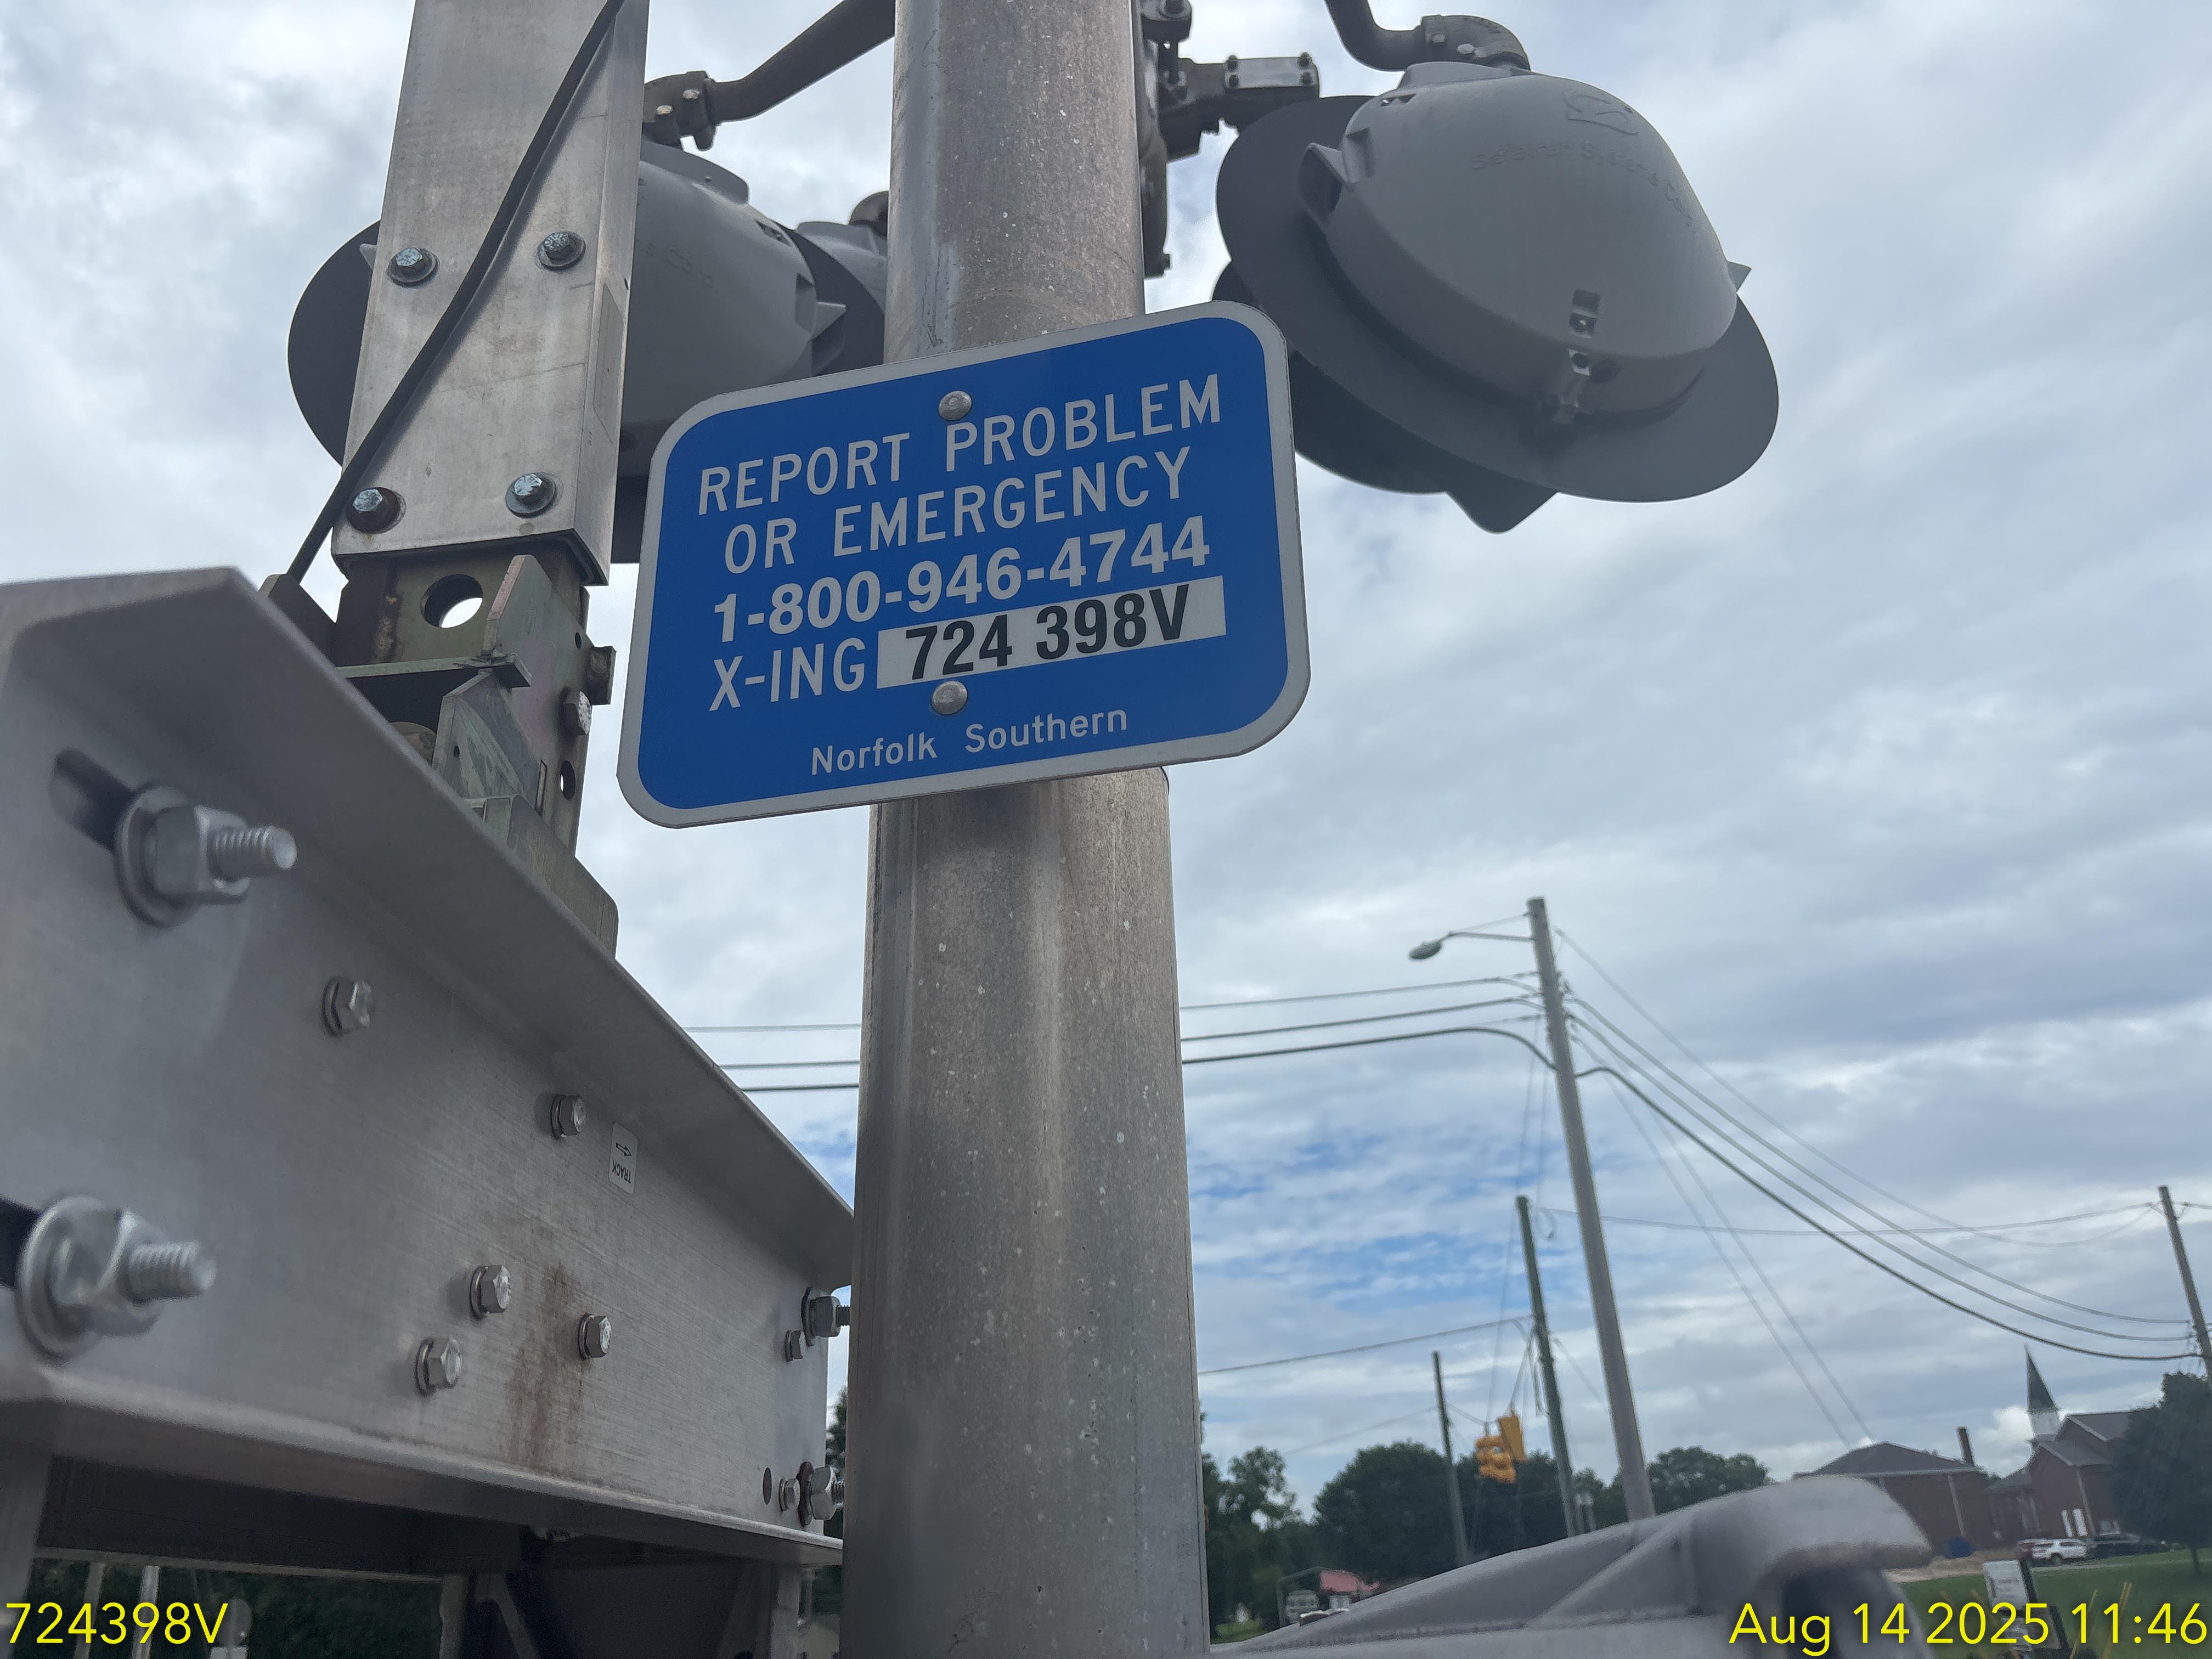 REPORT PROBLEM
OR EMERGENCY
1-800-946-4744
X-ING 724 398V
Norfolk Southern
TRACK
724398V
Aug 14 2025 11:46